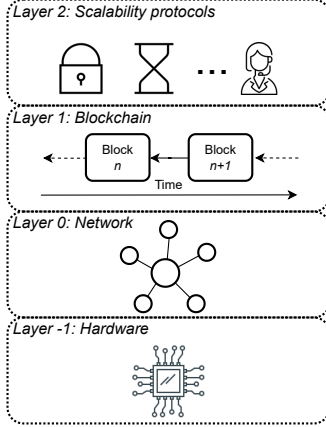 Layer 2: Scalability protocols
...
Layer 1: Blockchain
Block
n
Block
n+1
Time
Layer 0: Network
Layer -1: Hardware